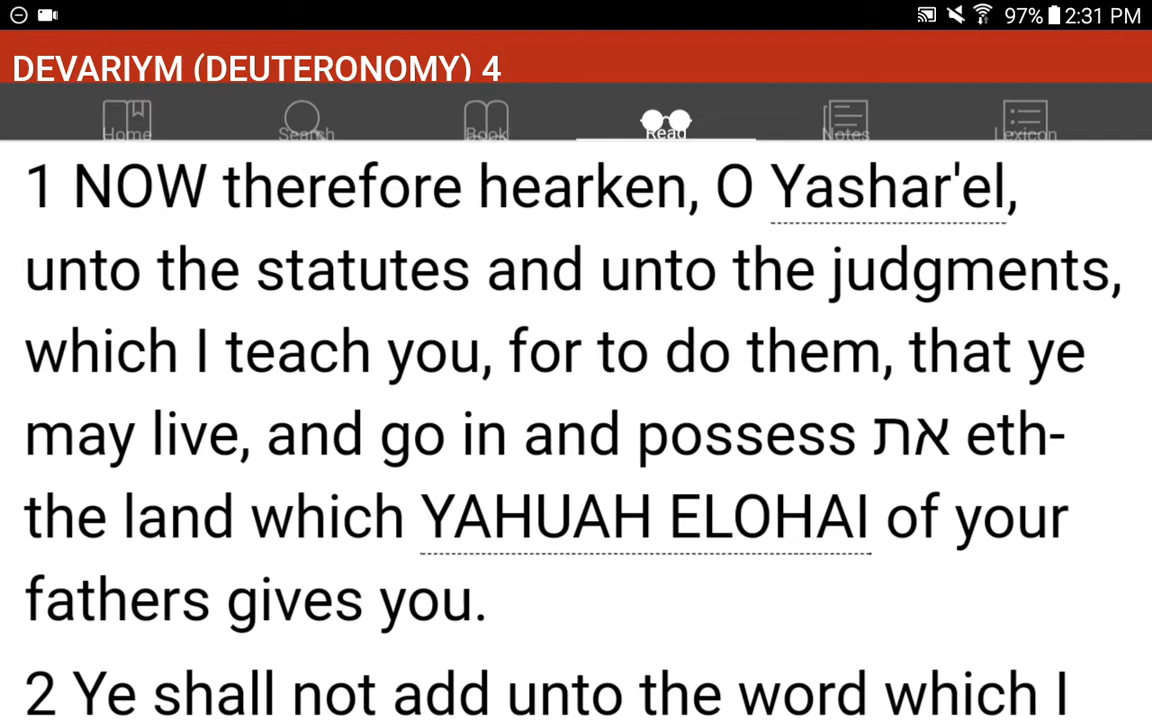 97% 2:31 PM
DEVARIYM (DEUTERONOMY) 4
Home Search Book Read Notes Lexicon
1 NOW therefore hearken, O Yashar'el,
unto the statutes and unto the judgments,
which I teach you, for to do them, that ye
may live, and go in and possess את eth-
the land which YAHUAH ELOHAI of your
fathers gives you.
2 Ye shall not add unto the word which I